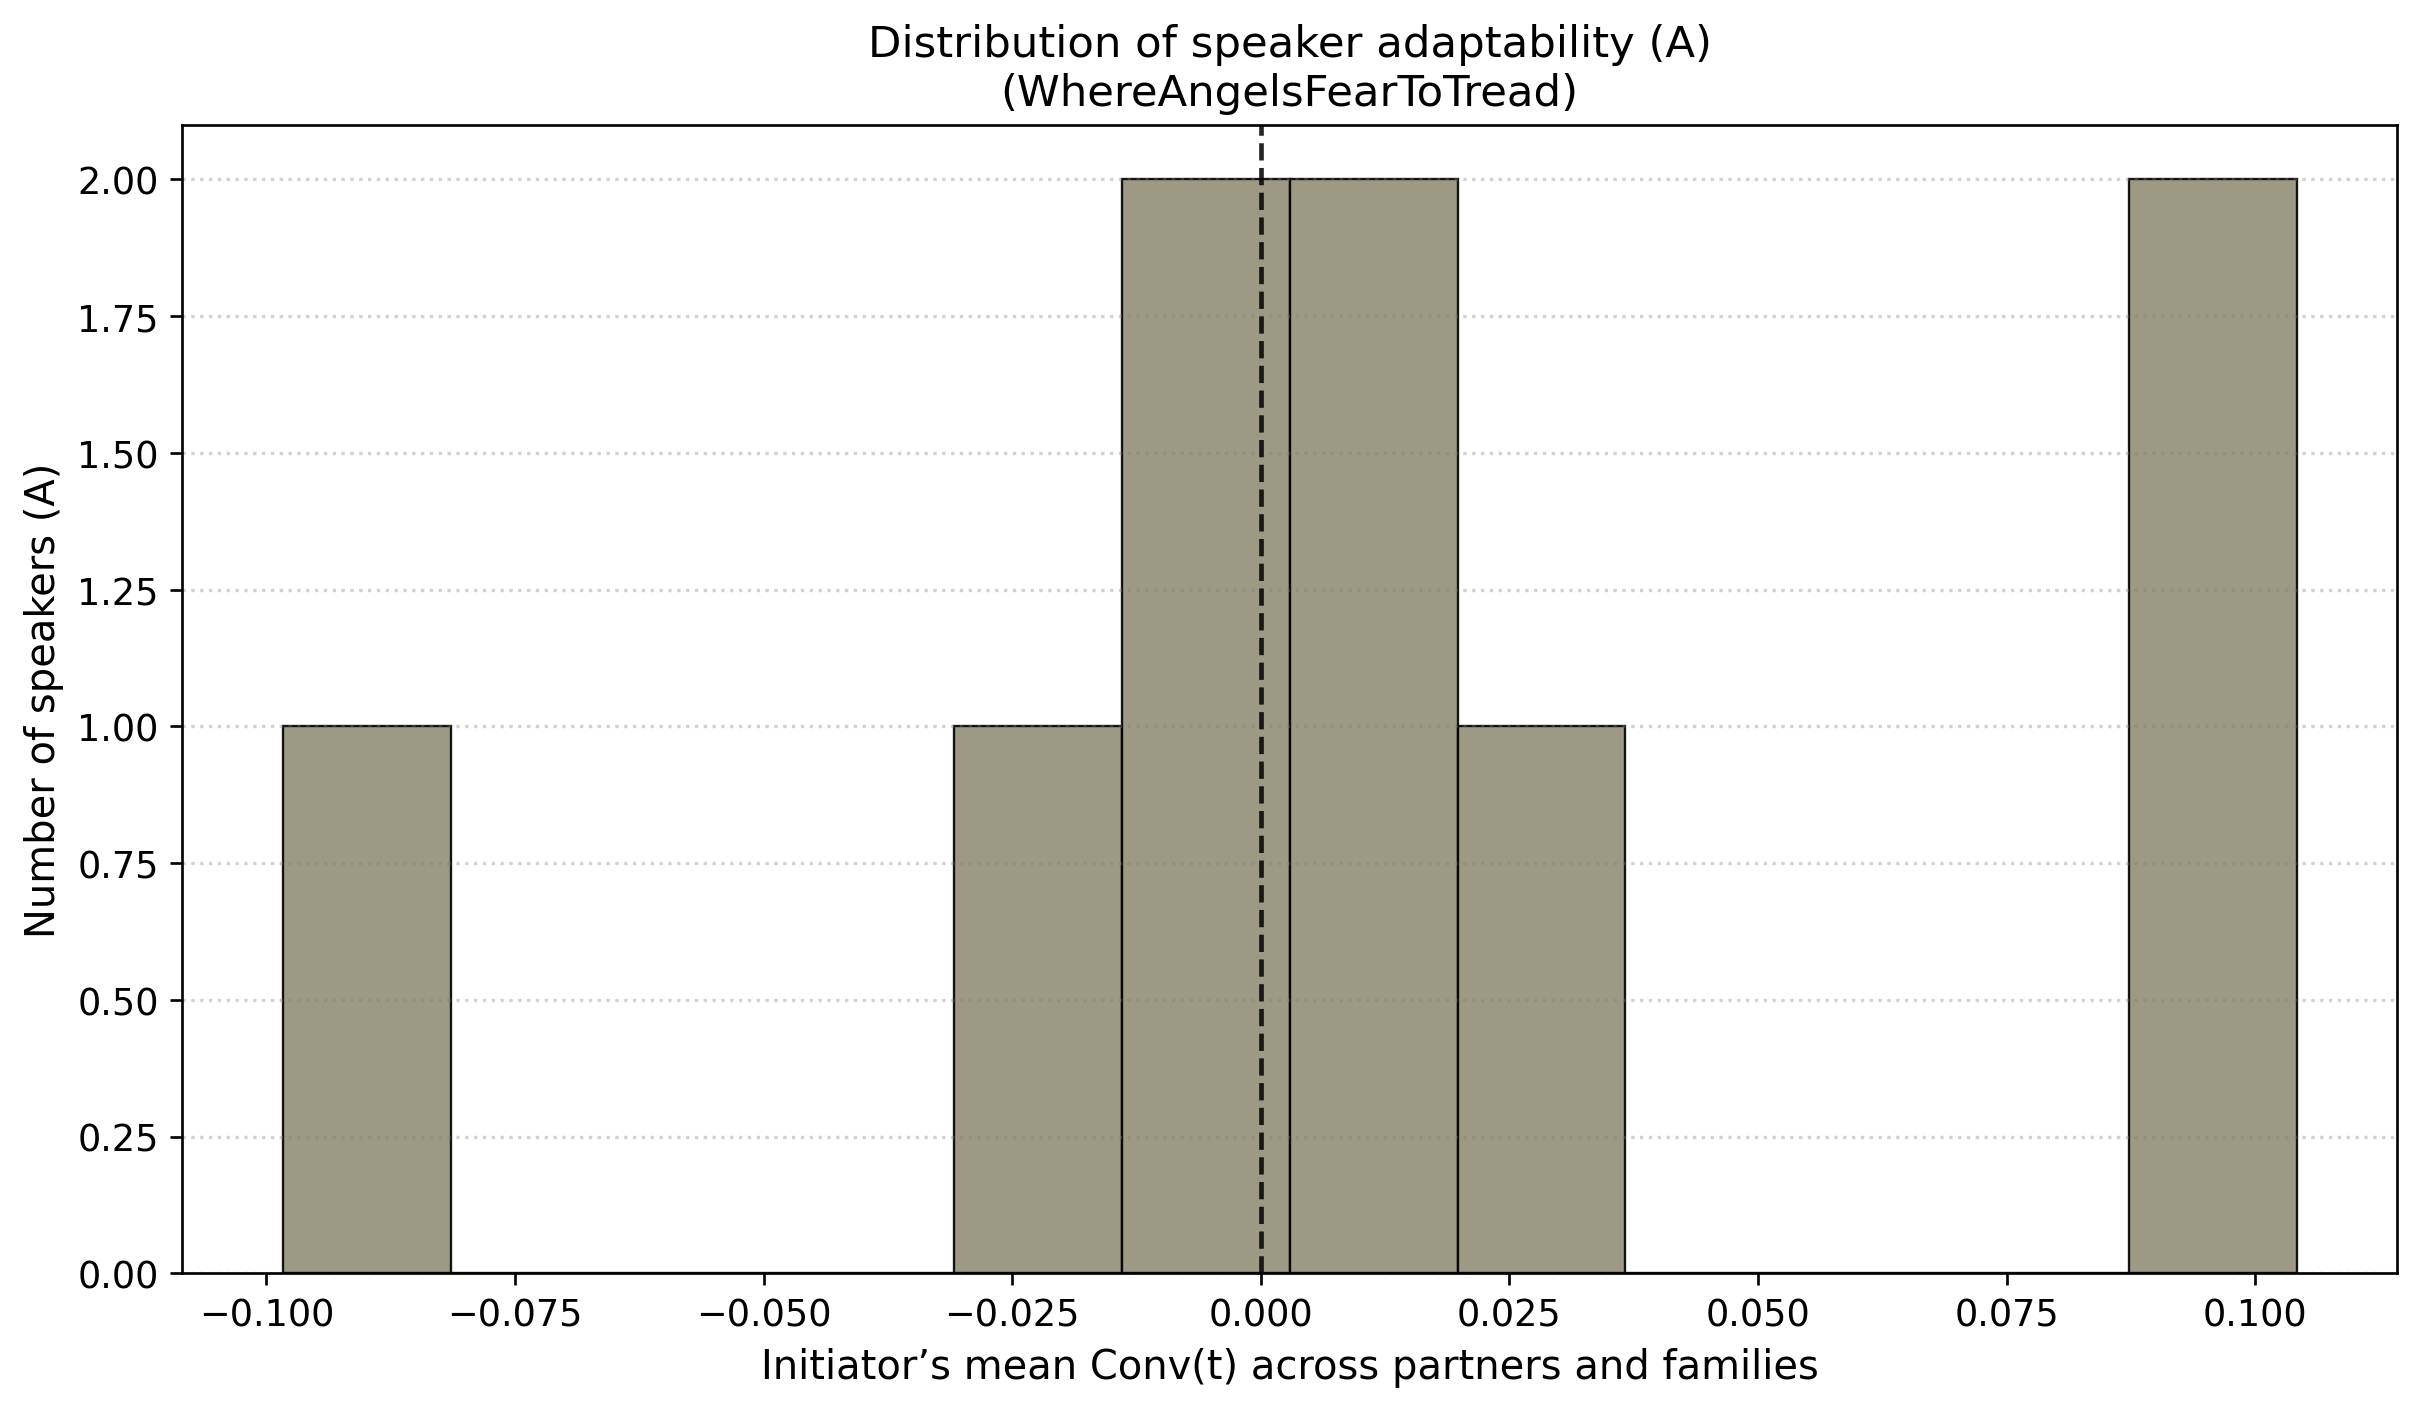 Distribution of speaker adaptability (A)
(WhereAngelsFearToTread)
Number of speakers (A)
2.00
1.75
1.50
1.25
1.00
0.75
0.50
0.25
0.00
−0.100 −0.075 −0.050 −0.025 0.000 0.025 0.050 0.075 0.100
Initiator’s mean Conv(t) across partners and families